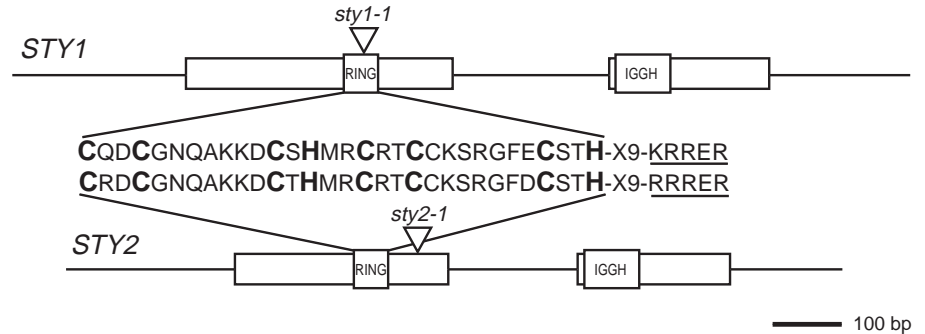 sty1-1
STY1
RING
IGGH
CQDCGNQAKKDCSHMRCRTCCKSRGFECSTH-X9-KRRER
CRDCGNQAKKDCTHMRCRTCCKSRGFDCSTH-X9-RRRER
sty2-1
STY2
RING
IGGH
100 bp